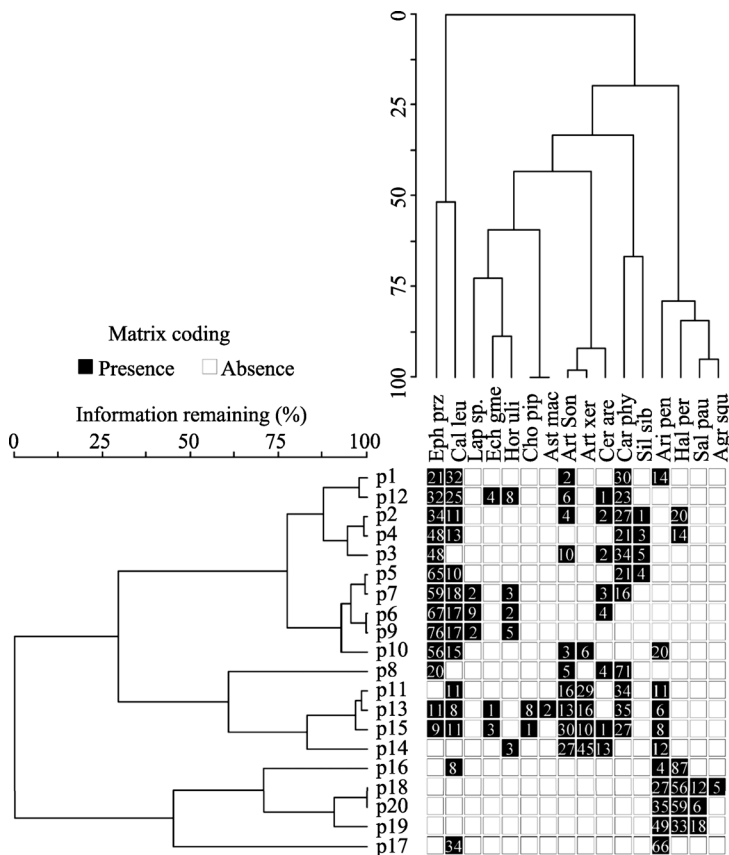 0
25
50
75
100
Matrix coding
Presence Absence
Information remaining (%)
0 25 50 75 100
Eph prz
Cal leu
Lap sp.
Ech gme
Hor uli
Cho pip
Ast mac
Art Son
Art xer
Cer are
Car phy
Sil sib
Ari pen
Hal per
Sal pau
Agr squ
p1 21 32 2 30 14
p12 32 25 4 8 6 1 23
p2 34 11 4 2 27 1 20
p4 48 13 21 3 14
p3 48 10 2 34 5
p5 65 10 21 4
p7 59 18 2 3 3 16
p6 67 17 9 2 4
p9 76 17 2 5
p10 56 15 3 6 20
p8 20 5 4 71
p11 11 16 29 34 11
p13 11 8 1 8 2 13 16 35 6
p15 9 11 3 1 30 10 1 27 8
p14 3 27 45 13 12
p16 8 4 87
p18 27 56 12 5
p20 35 59 6
p19 49 33 18
p17 34 66